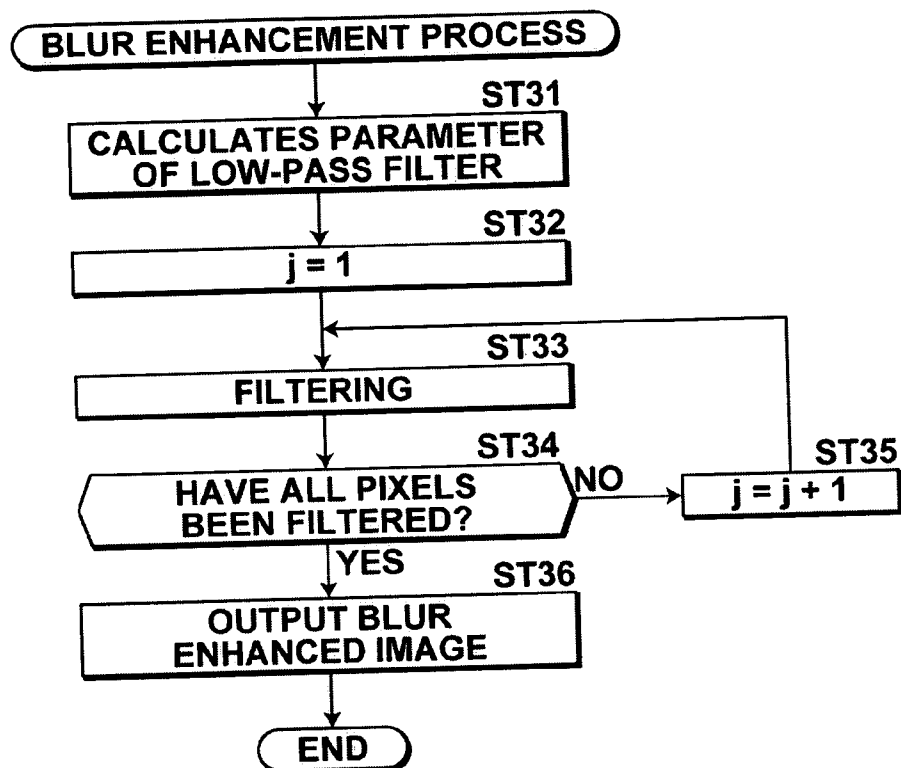 BLUR ENHANCEMENT PROCESS
ST31
CALCULATES PARAMETER
OF LOW-PASS FILTER
ST32
j = 1
ST33
FILTERING
ST34
HAVE ALL PIXELS
BEEN FILTERED?
NO
ST35
j = j + 1
YES
ST36
OUTPUT BLUR
ENHANCED IMAGE
END